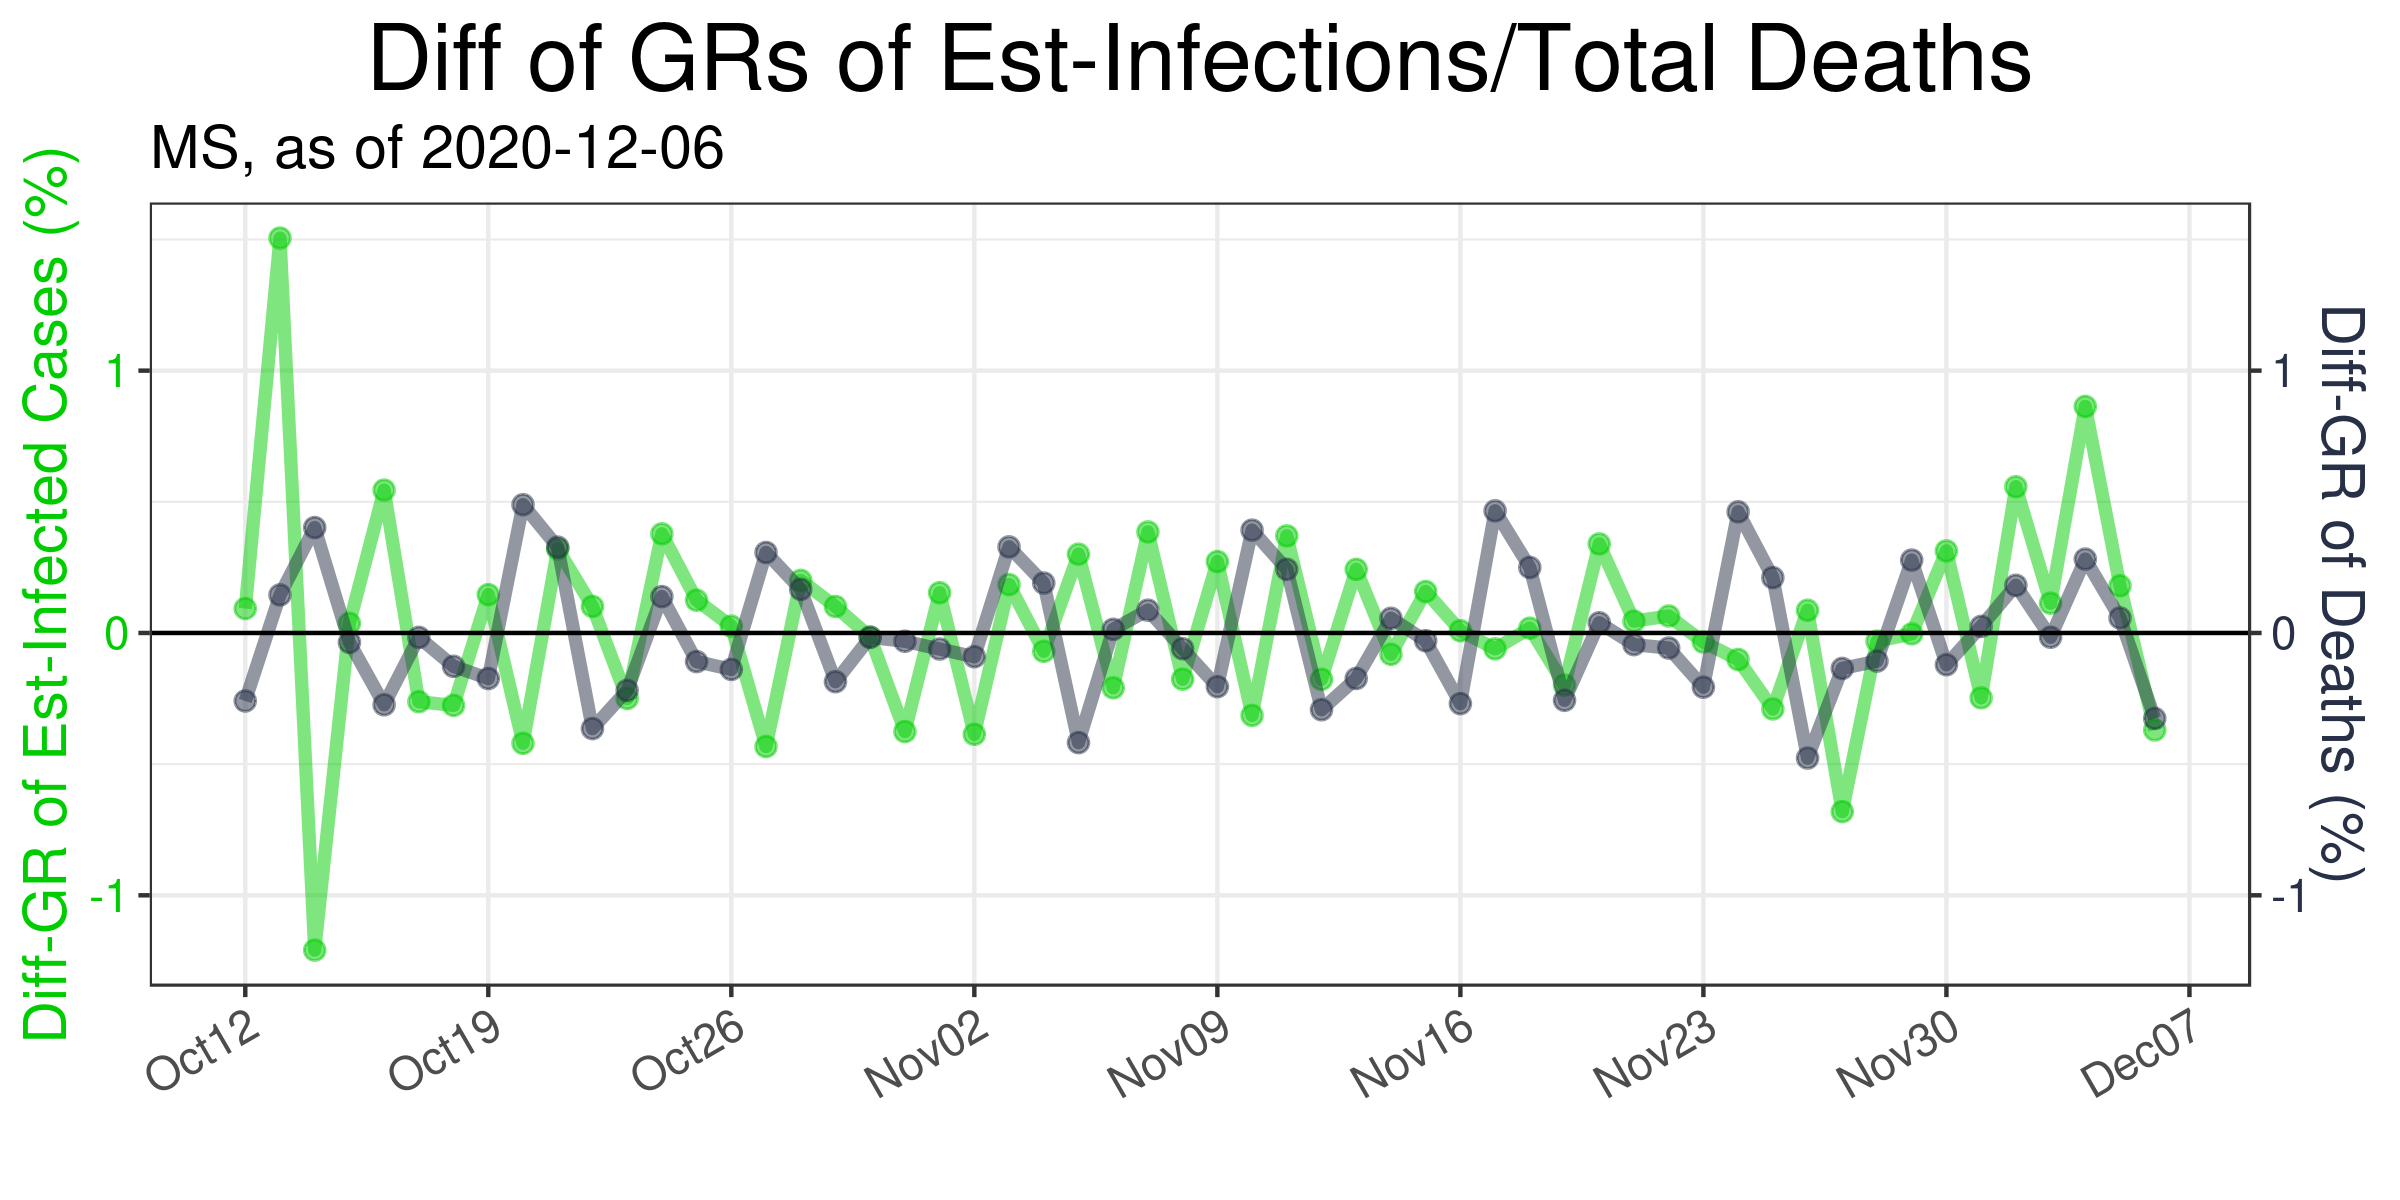 Diff of GRs of Est-Infections/Total Deaths
MS, as of 2020-12-06
Diff-GR of Est-Infected Cases (%)
1
0
-1
1
0
-1
Diff-GR of Deaths (%)
Oct12
Oct19
Oct26
Nov02
Nov09
Nov16
Nov23
Nov30
Dec07